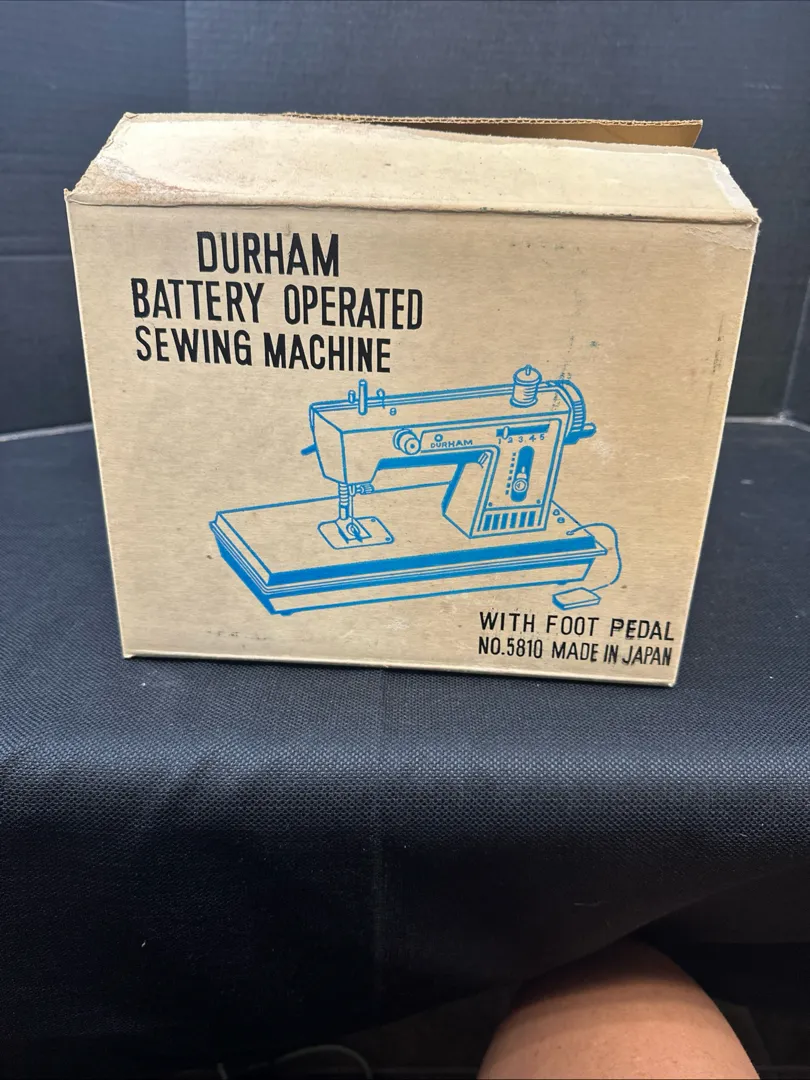 DURHAM
BATTERY OPERATED
SEWING MACHINE
DURHAM
1 2 3 4 5
WITH FOOT PEDAL
NO.5810 MADE IN JAPAN